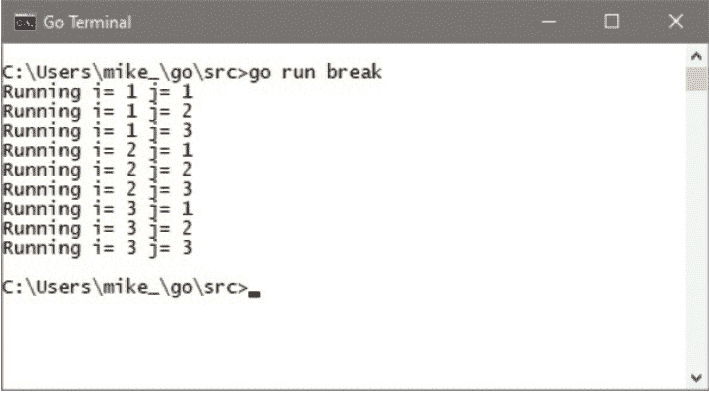 Go Terminal
C:\Users\mike_\go\src>go run break
Running i= 1 j= 1
Running i= 1 j= 2
Running i= 1 j= 3
Running i= 2 j= 1
Running i= 2 j= 2
Running i= 2 j= 3
Running i= 3 j= 1
Running i= 3 j= 2
Running i= 3 j= 3
C:\Users\mike_\go\src>